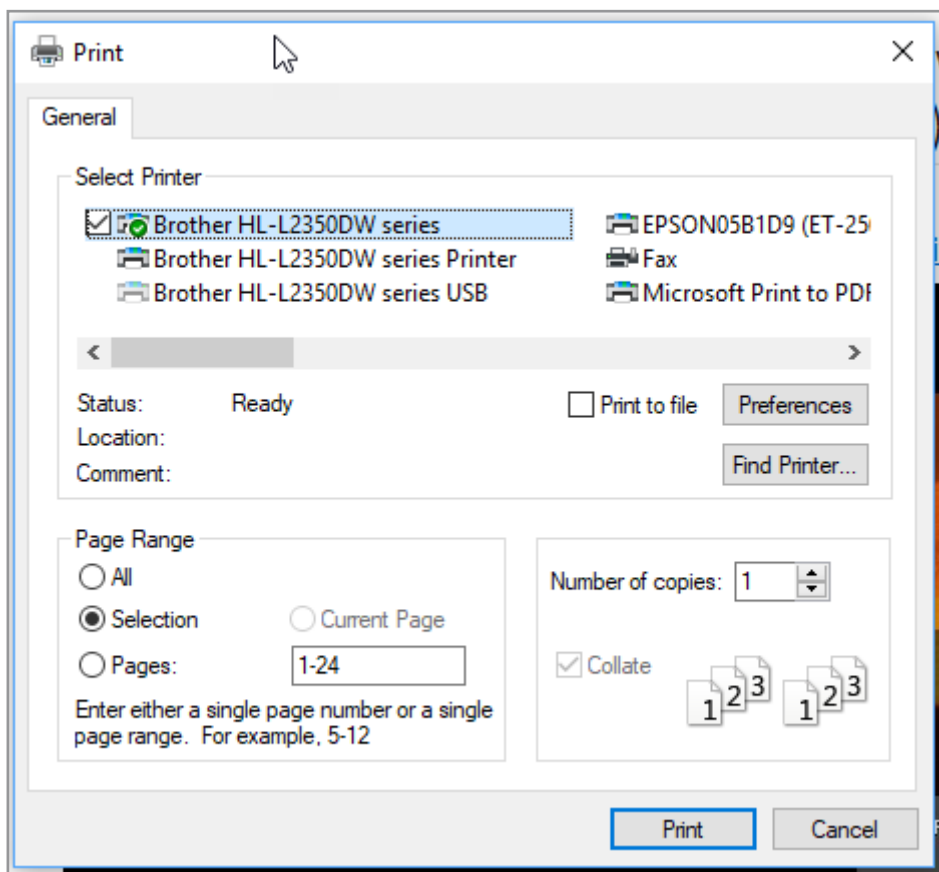 Print
General
Select Printer
Brother HL-L2350DW series
EPSON05B1D9 (ET-25
Brother HL-L2350DW series Printer
Fax
Brother HL-L2350DW series USB
Microsoft Print to PDF
Status: Ready
Print to file
Preferences
Location:
Comment:
Find Printer...
Page Range
All
Selection
Current Page
Pages: 1-24
Enter either a single page number or a single
page range. For example, 5-12
Number of copies: 1
Collate
1 2 3 1 2 3
Print
Cancel